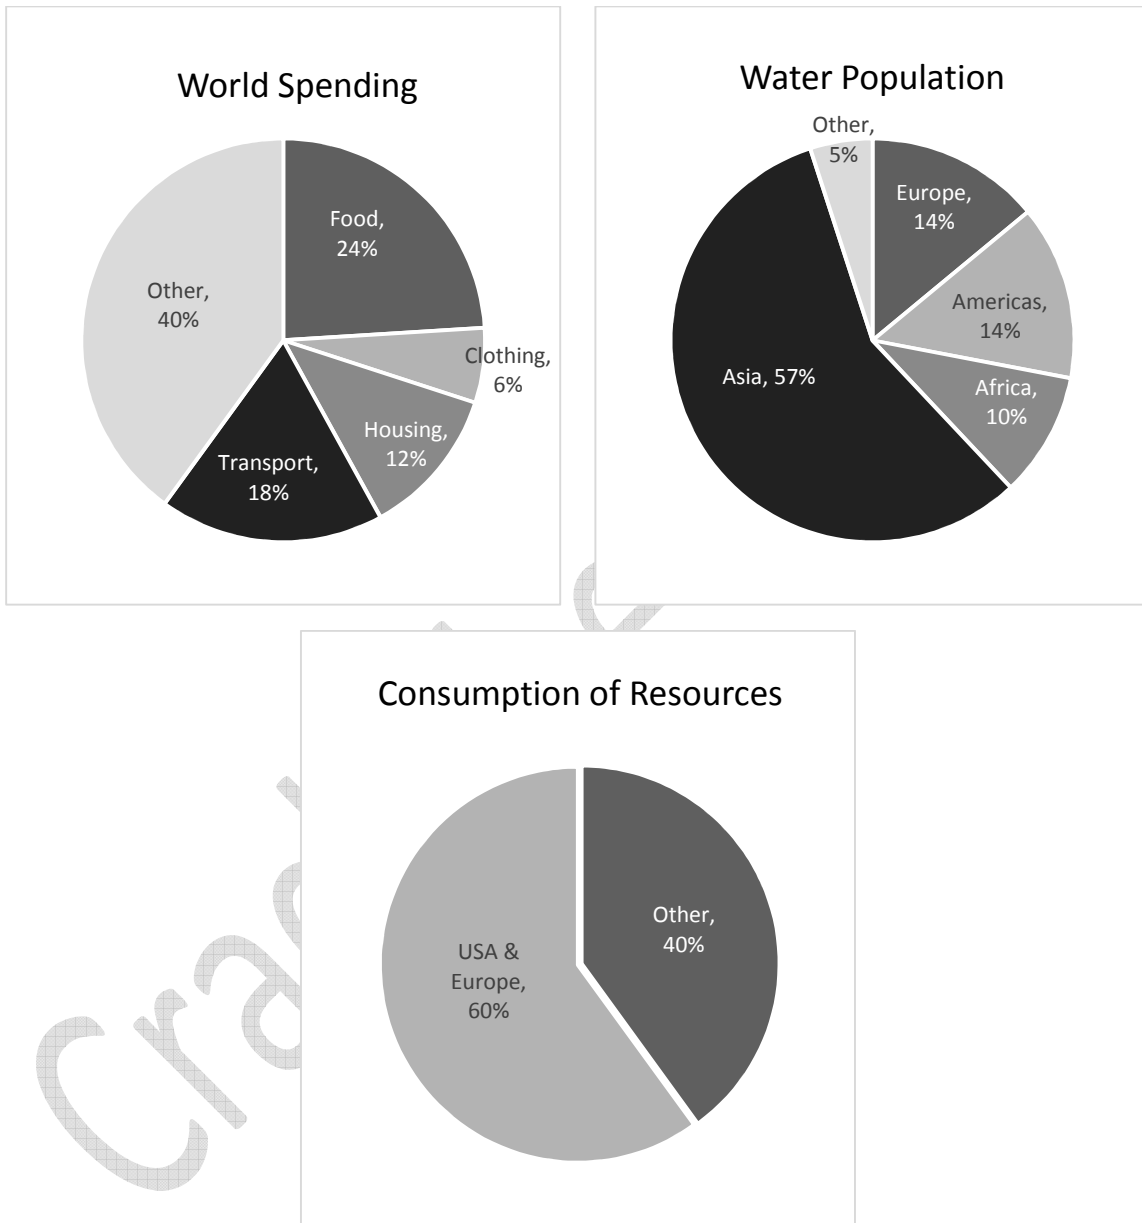 World Spending
Food,
24%
Clothing,
6%
Housing,
12%
Transport,
18%
Other,
40%
Water Population
Other,
5%
Europe,
14%
Americas,
14%
Africa,
10%
Asia, 57%
Consumption of Resources
Other,
40%
USA &
Europe,
60%